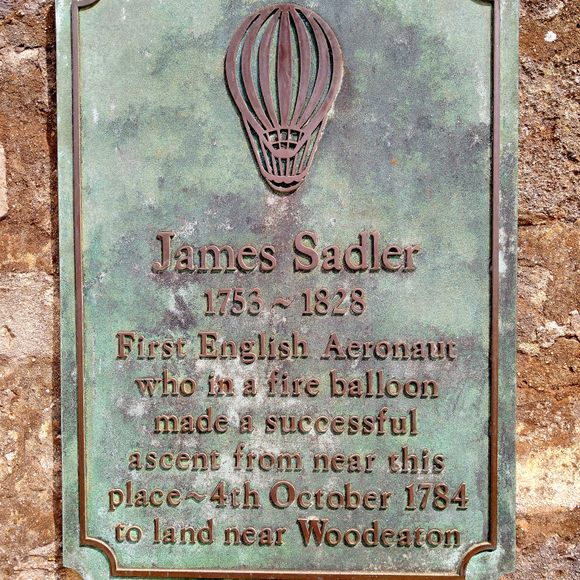 James Sadler
1753 ~ 1828
First English Aeronaut
who in a fire balloon
made a successful
ascent from near this
place ~ 4th October 1784
to land near Woodeaton